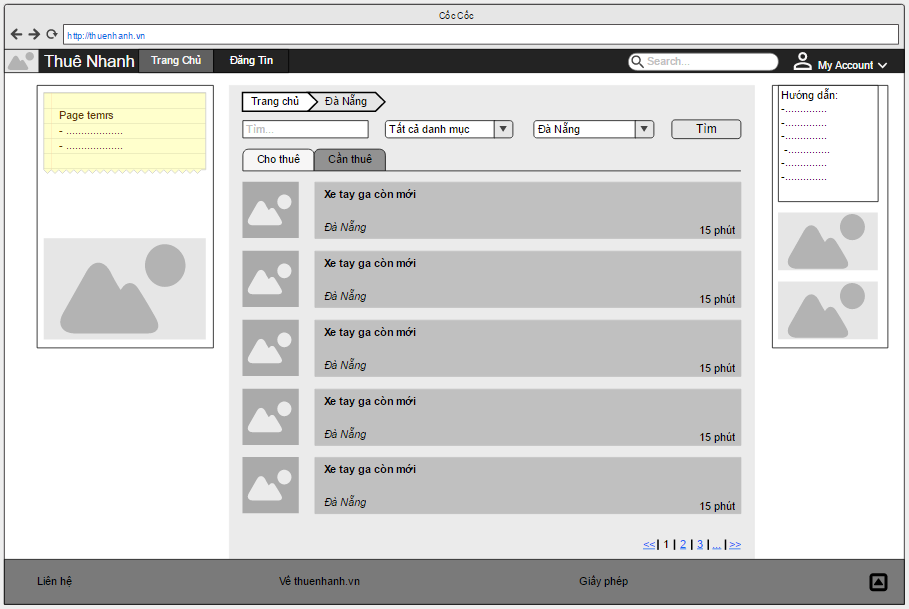 Cốc Cốc
http://thuenhanh.vn
Thuê Nhanh Trang Chủ Đăng Tin Search... My Account
Page temrs
- ...................
- ...................
Trang chủ Đà Nẵng
Tìm... Tất cả danh mục Đà Nẵng Tìm
Cho thuê Cần thuê
Xe tay ga còn mới
Đà Nẵng
15 phút
Xe tay ga còn mới
Đà Nẵng
15 phút
Xe tay ga còn mới
Đà Nẵng
15 phút
Xe tay ga còn mới
Đà Nẵng
15 phút
Xe tay ga còn mới
Đà Nẵng
15 phút
<<| 1 | 2 | 3 |... |>>
Hướng dẫn:
-..............
-..............
-..............
-..............
-..............
-..............
Liên hệ Về thuenhanh.vn Giấy phép